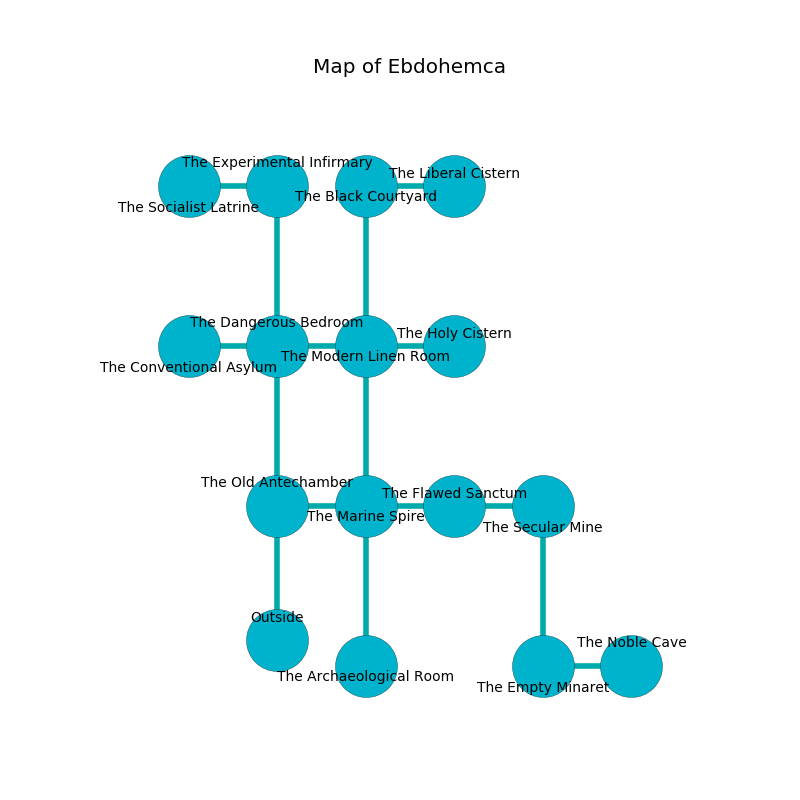 Map of Ebdohemca
The Experimental Infirmary
The Liberal Cistern
The Black Courtyard
The Socialist Latrine
The Dangerous Bedroom
The Holy Cistern
The Modern Linen Room
The Conventional Asylum
The Old Antechamber
The Flawed Sanctum
The Marine Spire
The Secular Mine
Outside
The Noble Cave
The Archaeological Room
The Empty Minaret